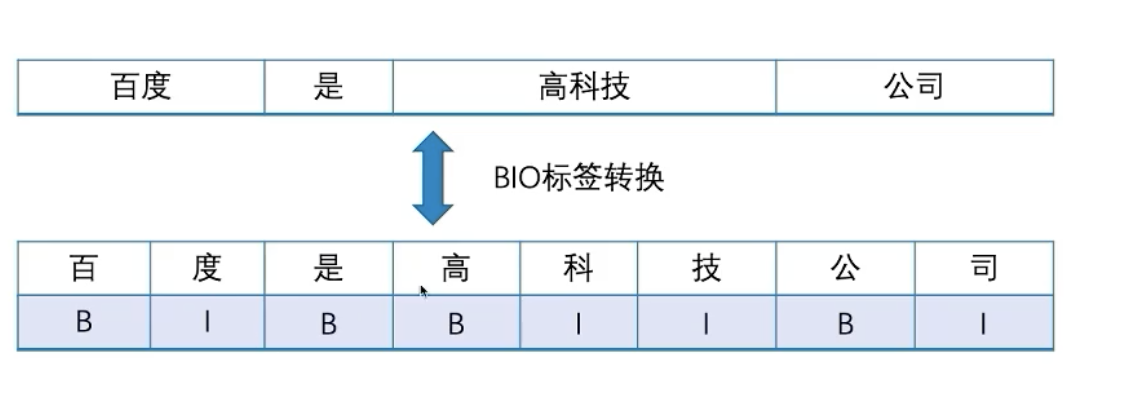 百度 是 高科技 公司
BIO标签转换
百 度 是 高 科 技 公 司
B I B B I I B I